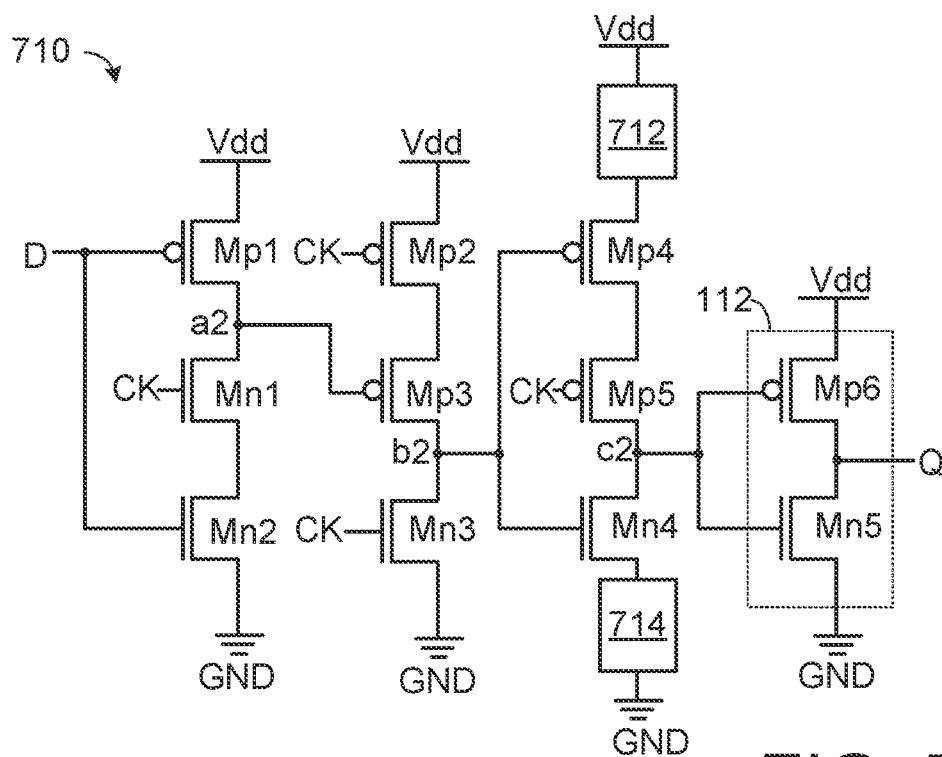 710
Vdd
712
Vdd
Vdd
D
Mp1
CK
Mp2
Mp4
Vdd
112
a2
CK
Mn1
Mp3
CK
Mp5
Mp6
b2
c2
Q
Mn2
CK
Mn3
Mn4
Mn5
714
GND
GND
GND
GND